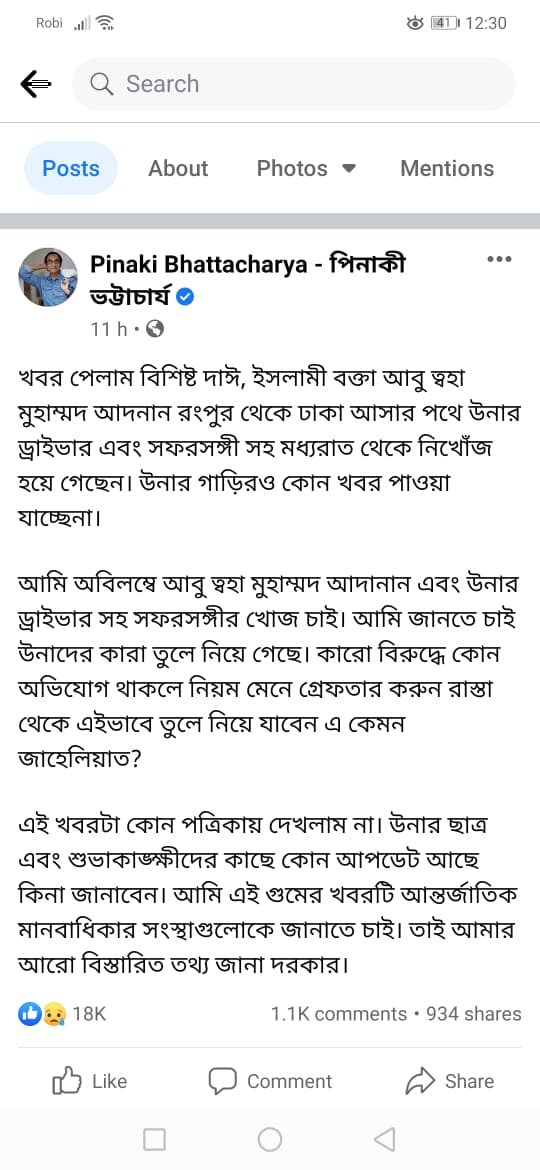 Robi 41 12:30
Search
Posts About Photos Mentions
Pinaki Bhattacharya - পিনাকী
ভট্টাচার্য
11 h •
খবর পেলাম বিশিষ্ট দাঈ, ইসলামী বক্তা আবু ত্বহা
মুহাম্মদ আদনান রংপুর থেকে ঢাকা আসার পথে উনার
ড্রাইভার এবং সফরসঙ্গী সহ মধ্যরাত থেকে নিখোঁজ
হয়ে গেছেন। উনার গাড়িরও কোন খবর পাওয়া
যাচ্ছেনা।
আমি অবিলম্বে আবু ত্বহা মুহাম্মদ আদানান এবং উনার
ড্রাইভার সহ সফরসঙ্গীর খোজ চাই। আমি জানতে চাই
উনাদের কারা তুলে নিয়ে গেছে। কারো বিরুদ্ধে কোন
অভিযোগ থাকলে নিয়ম মেনে গ্রেফতার করুন রাস্তা
থেকে এইভাবে তুলে নিয়ে যাবেন এ কেমন
জাহেলিয়াত?
এই খবরটা কোন পত্রিকায় দেখলাম না। উনার ছাত্র
এবং শুভাকাঙ্ক্ষীদের কাছে কোন আপডেট আছে
কিনা জানাবেন। আমি এই গুমের খবরটি আন্তর্জাতিক
মানবাধিকার সংস্থাগুলোকে জানাতে চাই। তাই আমার
আরো বিস্তারিত তথ্য জানা দরকার।
18K 1.1K comments • 934 shares
Like Comment Share